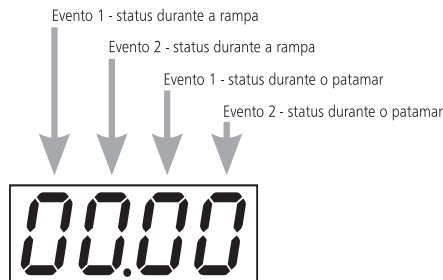 Evento 1 - status durante a rampa
Evento 2 - status durante a rampa
Evento 1 - status durante o patamar
Evento 2 - status durante o patamar
00.00